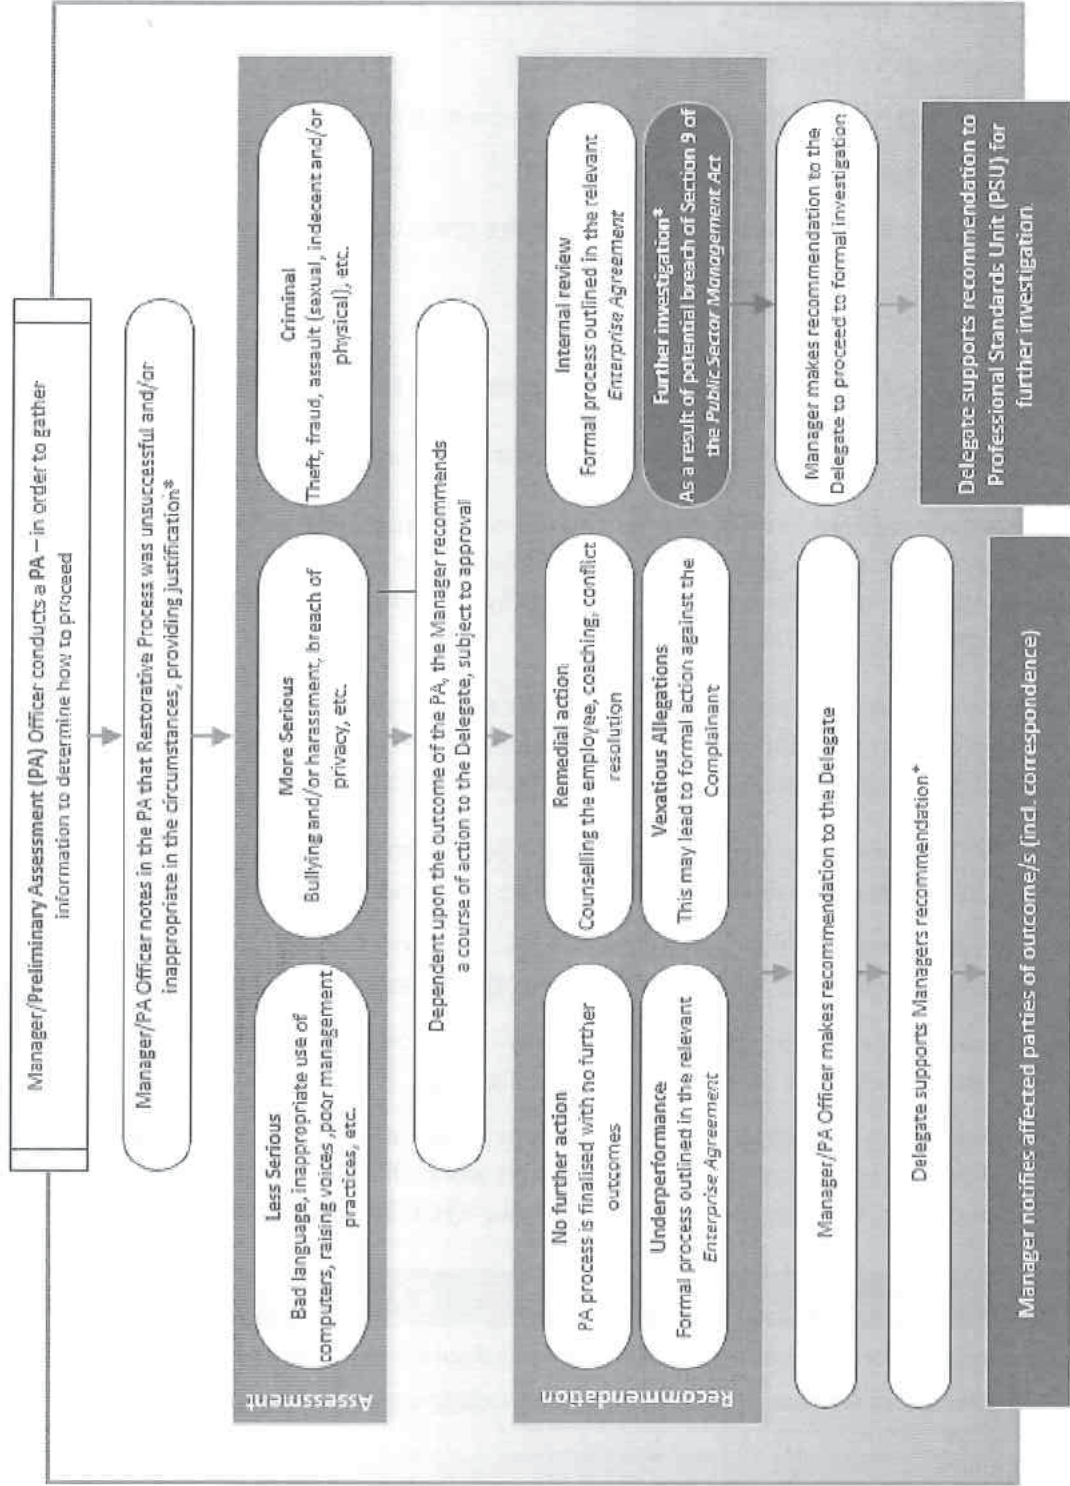 Manager/Preliminary Assessment (PA) Officer conducts a PA – in order to gather
information to determine how to proceed
Manager/PA Officer notes in the PA that Restorative Process was unsuccessful and/or
inappropriate in the circumstances, providing justification*
Assessment
Less Serious
Bad language, inappropriate use of
computers, raising voices ,poor management
practices, etc.
More Serious
Bullying and/or harassment, breach of
privacy, etc.
Criminal
Theft, fraud, assault (sexual, indecent and/or
physical), etc.
Dependent upon the outcome of the PA, the Manager recommends
a course of action to the Delegate, subject to approval
Recommendation
No further action
PA process is finalised with no further
outcomes
Remedial action
Counselling the employee, coaching, conflict
resolution
Internal review
Formal process outlined in the relevant
Enterprise Agreement
Underperformance
Formal process outlined in the relevant
Enterprise Agreement
Vexatious Allegations
This may lead to formal action against the
Complainant
Further investigation*
As a result of potential breach of Section 9 of
the Public Sector Management Act
Manager/PA Officer makes recommendation to the Delegate
Manager makes recommendation to the
Delegate to proceed to formal investigation
Delegate supports Managers recommendation*
Delegate supports recommendation to
Professional Standards Unit (PSU) for
further investigation.
Manager notifies affected parties of outcome/s (incl. correspondence)